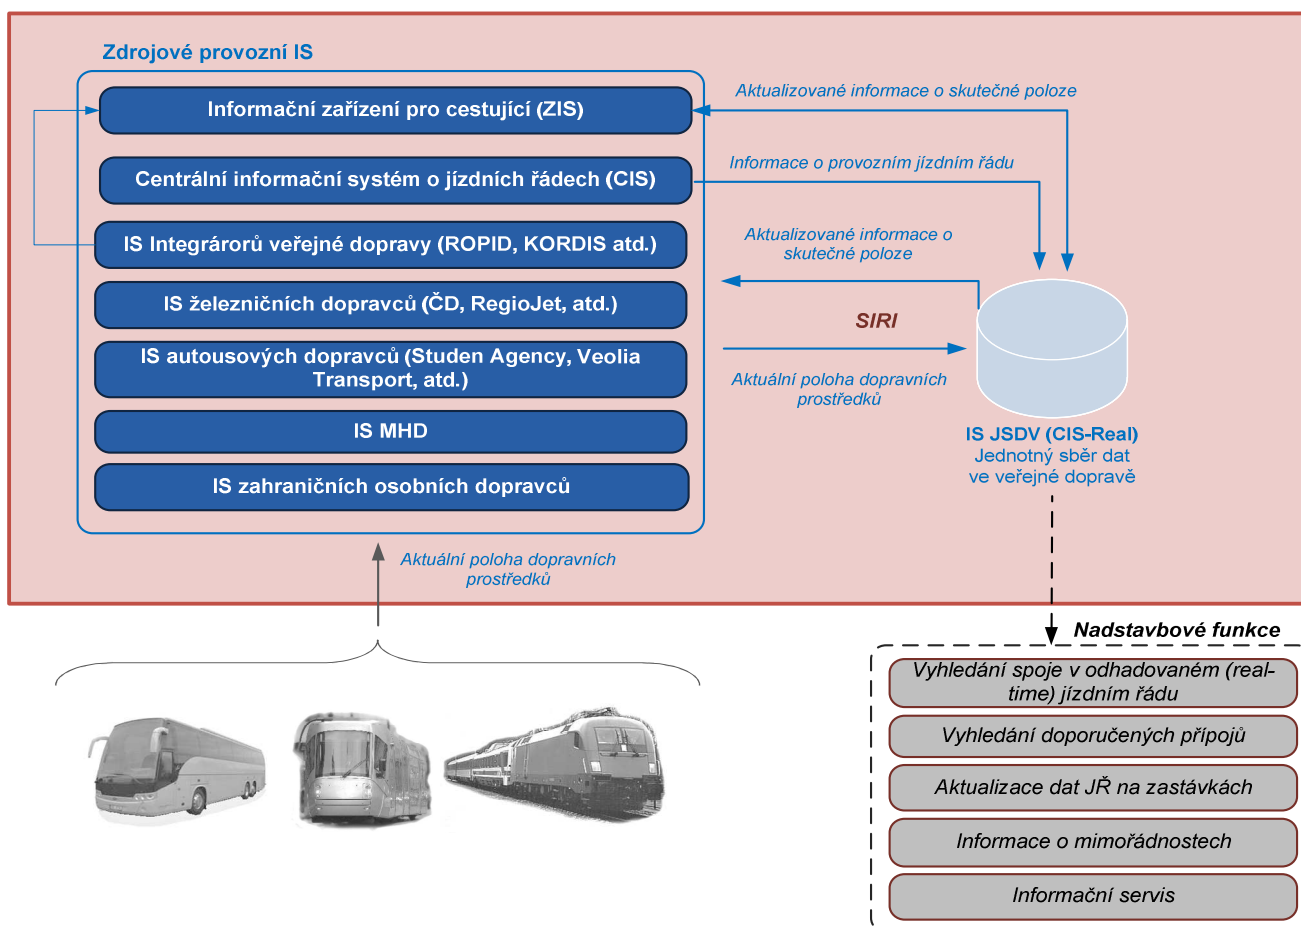 Zdrojové provozní IS
Informační zařízení pro cestující (ZIS)
Centrální informační systém o jízdních řádech (CIS)
IS Integrárorů veřejné dopravy (ROPID, KORDIS atd.)
IS železničních dopravců (ČD, RegioJet, atd.)
IS autousových dopravců (Studen Agency, Veolia
Transport, atd.)
IS MHD
IS zahraničních osobních dopravců
Aktualizované informace o skutečné poloze
Informace o provozním jízdním řádu
Aktualizované informace o
skutečné poloze
SIRI
Aktuální poloha dopravních
prostředků
IS JSDV (CIS-Real)
Jednotný sběr dat
ve veřejné dopravě
Aktuální poloha dopravních
prostředků
Nadstavbové funkce
Vyhledání spoje v odhadovaném (real-
time) jízdním řádu
Vyhledání doporučených přípojů
Aktualizace dat JŘ na zastávkách
Informace o mimořádnostech
Informační servis